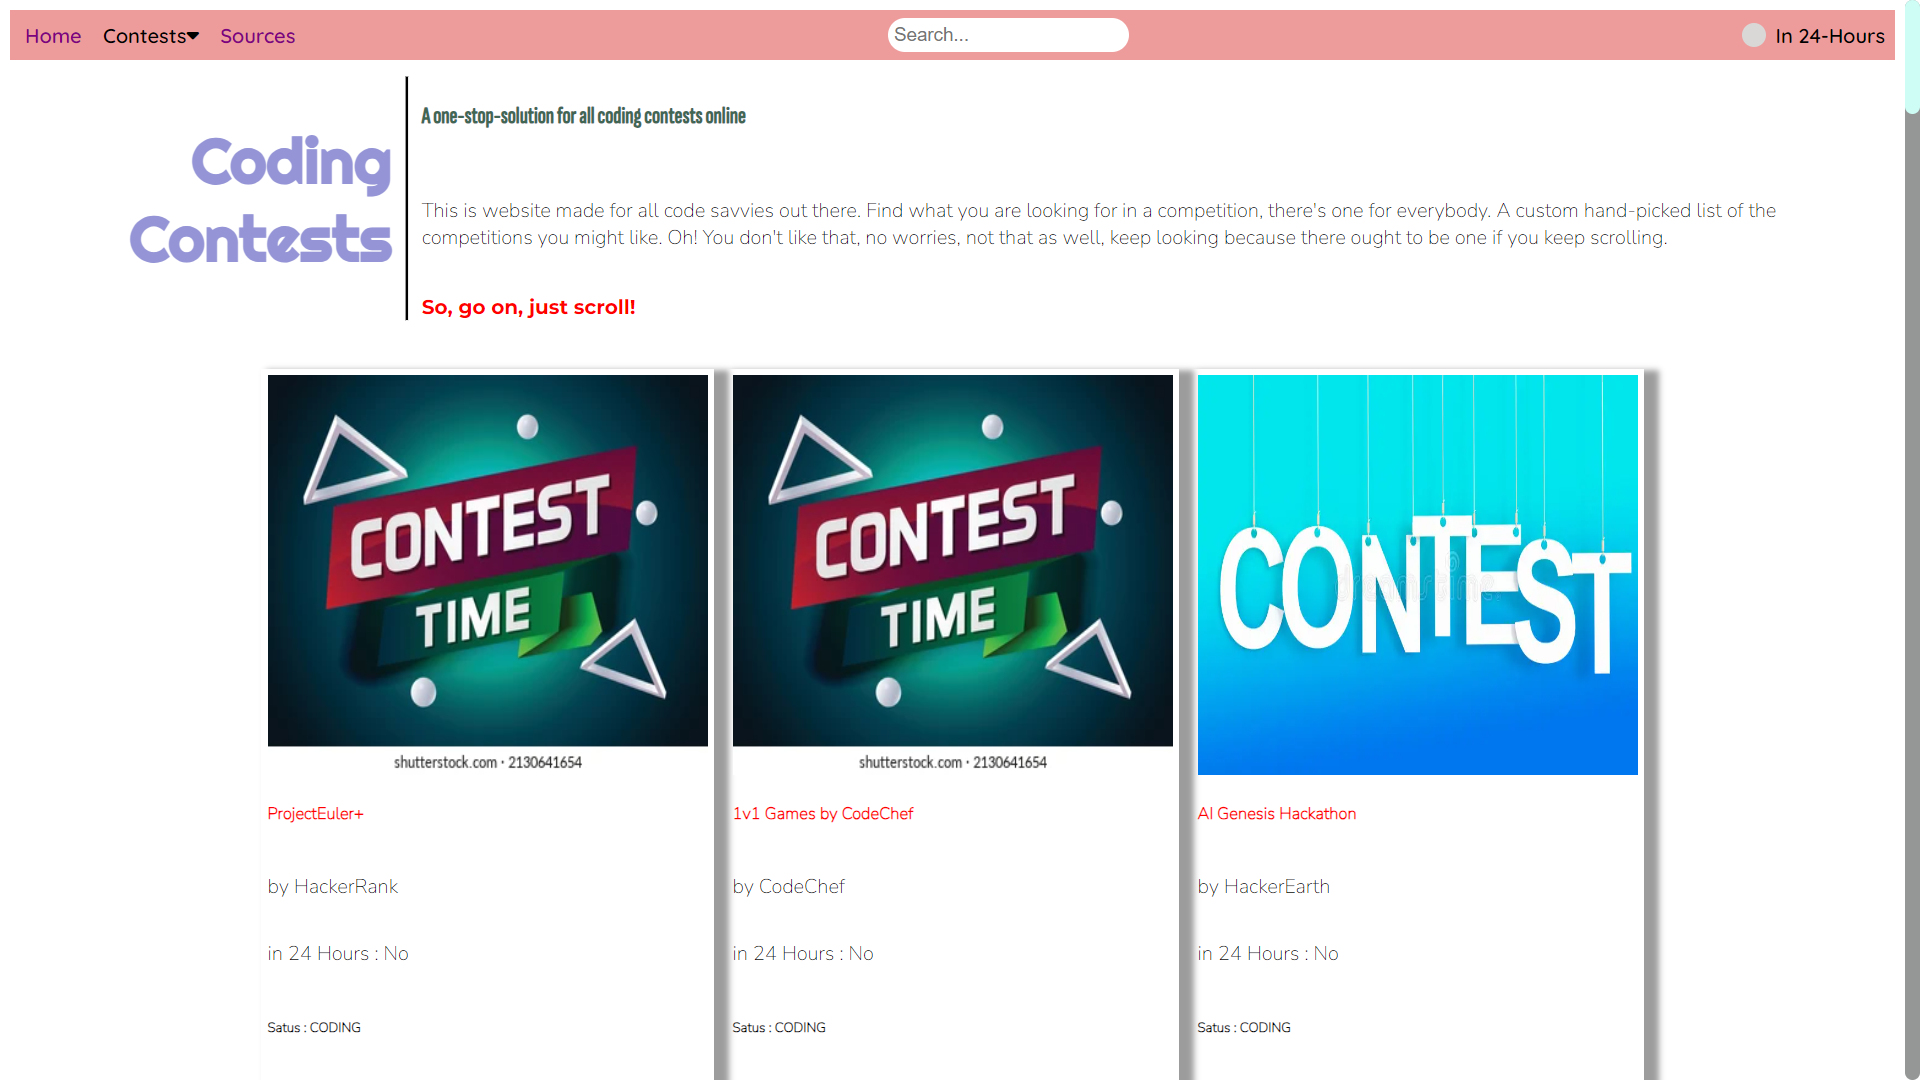 Home Contests Sources Search... In 24-Hours
Coding
Contests
A one-stop-solution for all coding contests online
This is website made for all code savvies out there. Find what you are looking for in a competition, there's one for everybody. A custom hand-picked list of the
competitions you might like. Oh! You don't like that, no worries, not that as well, keep looking because there ought to be one if you keep scrolling.
So, go on, just scroll!
CONTEST
TIME
shutterstock.com · 2130641654
ProjectEuler+
by HackerRank
in 24 Hours : No
Satus : CODING
CONTEST
TIME
shutterstock.com · 2130641654
1v1 Games by CodeChef
by CodeChef
in 24 Hours : No
Satus : CODING
CONTEST
dreamstime.
AI Genesis Hackathon
by HackerEarth
in 24 Hours : No
Satus : CODING